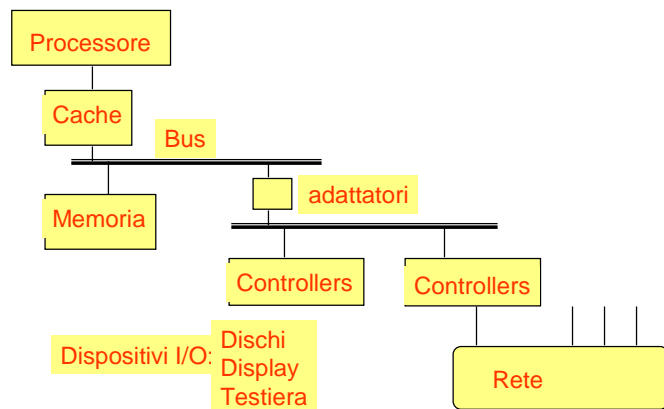 Processore
Cache
Bus
adattatori
Memoria
Controllers
Controllers
Dispositivi I/O:
Dischi
Display
Testiera
Rete